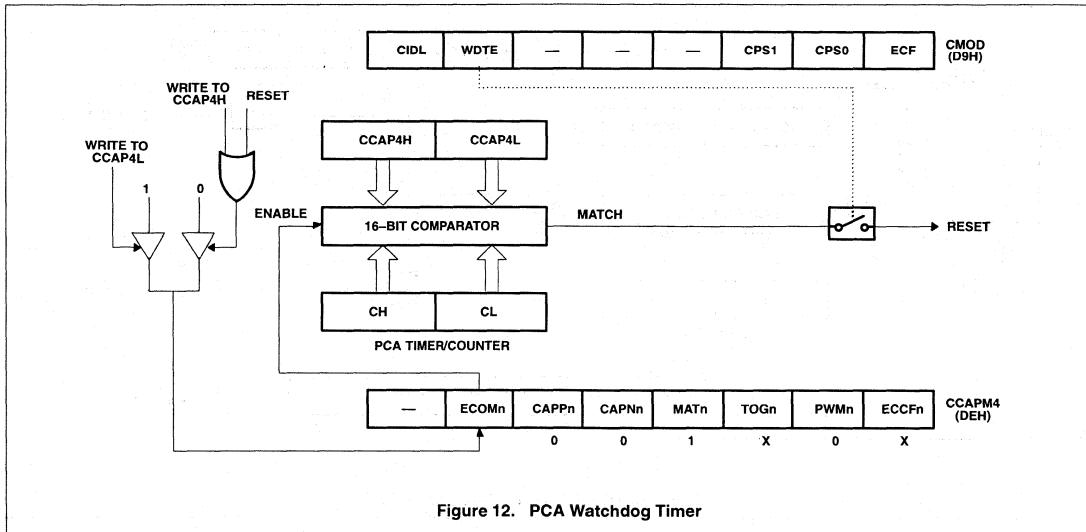 CIDL WDTE — — — CPS1 CPS0 ECF
CMOD
(D9H)
WRITE TO
CCAP4H
RESET
WRITE TO
CCAP4L
1 0
CCAP4H CCAP4L
ENABLE
16–BIT COMPARATOR
MATCH
RESET
CH CL
PCA TIMER/COUNTER
— ECOMn CAPPn CAPNn MATn TOGn PWMn ECCFn
CCAPM4
(DEH)
0 0 1 X 0 X
Figure 12. PCA Watchdog Timer